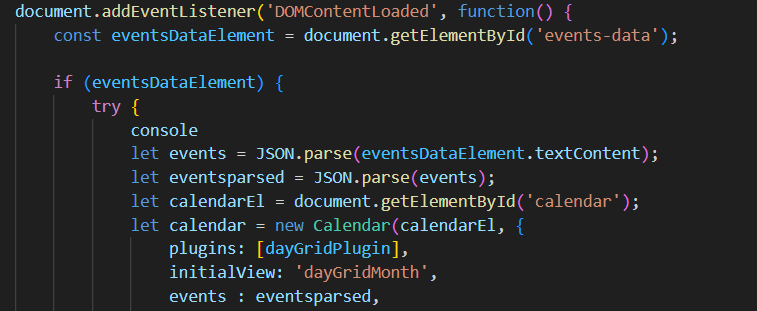 document.addEventListener('DOMContentLoaded', function() {
    const eventsDataElement = document.getElementById('events-data');

    if (eventsDataElement) {
        try {
            console
            let events = JSON.parse(eventsDataElement.textContent);
            let eventsparsed = JSON.parse(events);
            let calendarEl = document.getElementById('calendar');
            let calendar = new Calendar(calendarEl, {
                plugins: [dayGridPlugin],
                initialView: 'dayGridMonth',
                events : eventsparsed,